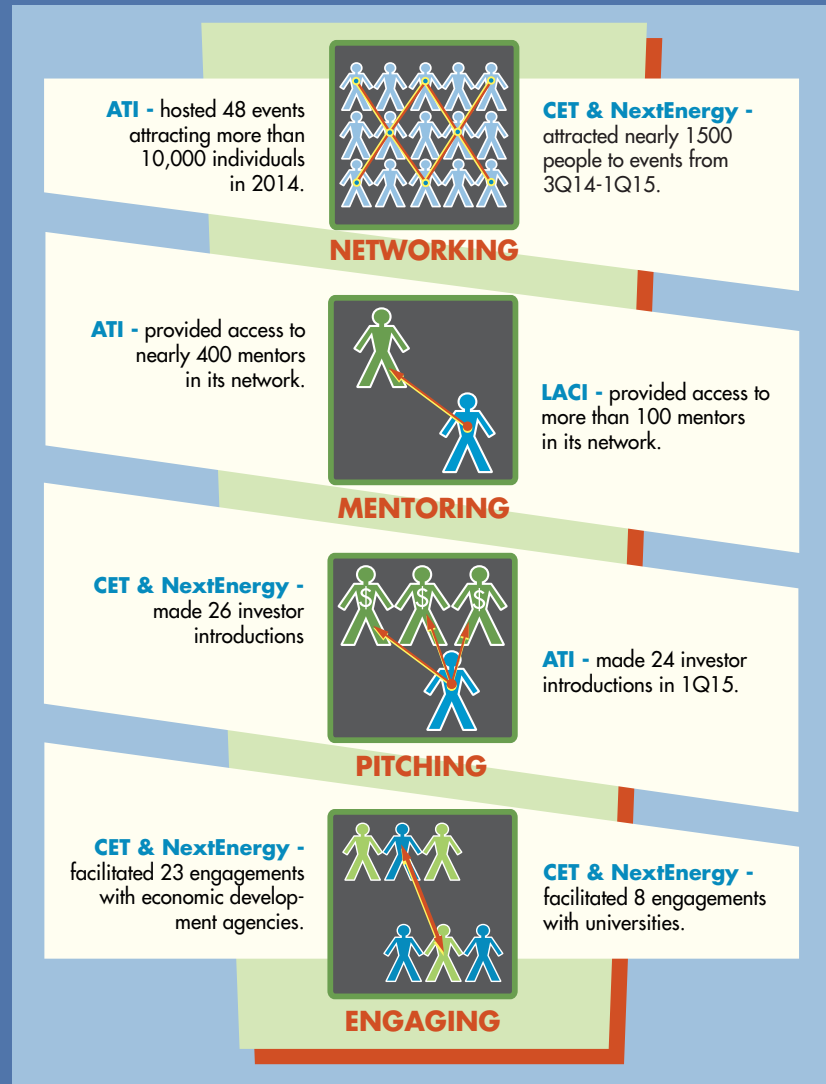 ATI - hosted 48 events
attracting more than
10,000 individuals
in 2014.
CET & NextEnergy -
attracted nearly 1500
people to events from
3Q14-1Q15.
NETWORKING
ATI - provided access to
nearly 400 mentors
in its network.
LACI - provided access to
more than 100 mentors
in its network.
MENTORING
CET & NextEnergy -
made 26 investor
introductions
$ $ $
ATI - made 24 investor
introductions in 1Q15.
PITCHING
CET & NextEnergy -
facilitated 23 engagements
with economic develop-
ment agencies.
CET & NextEnergy -
facilitated 8 engagements
with universities.
ENGAGING